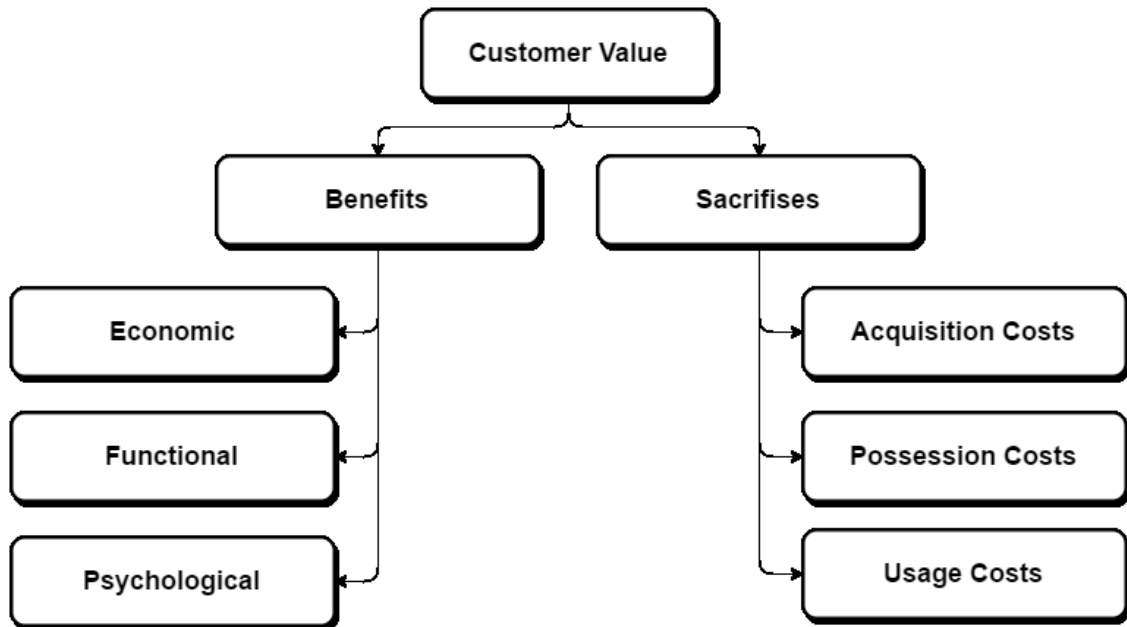 Customer Value
Benefits
Sacrifises
Economic
Acquisition Costs
Functional
Possession Costs
Psychological
Usage Costs